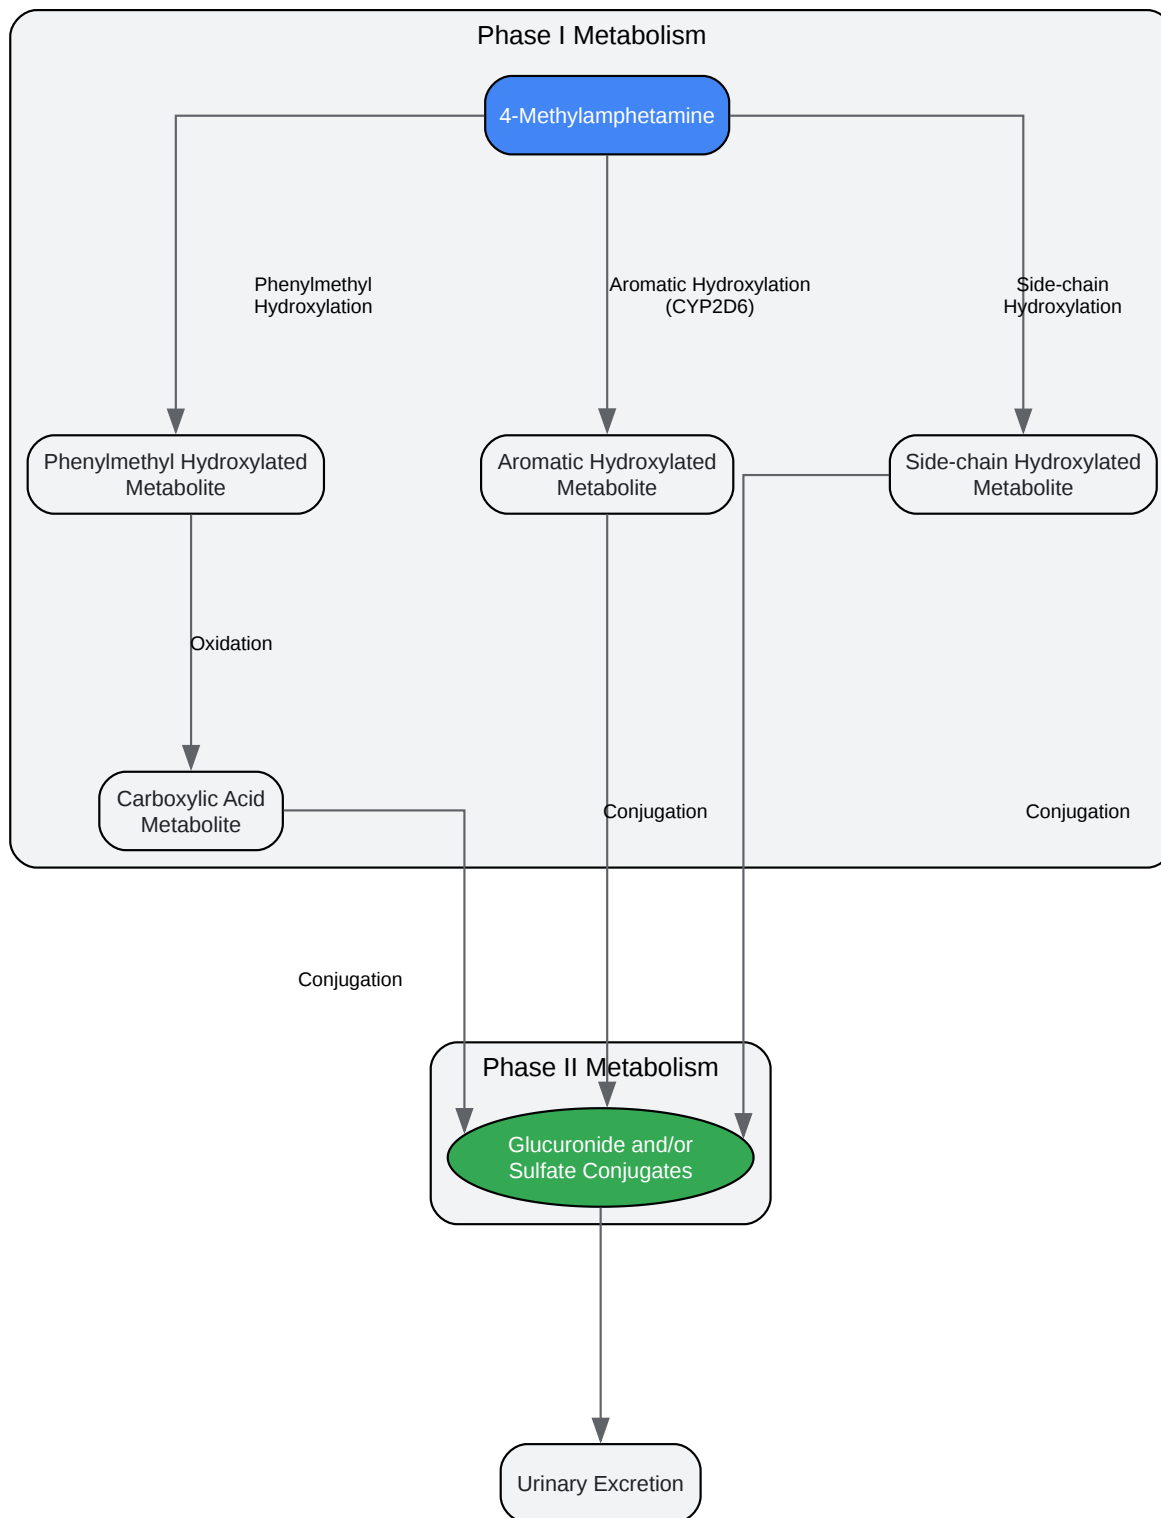 Phase I Metabolism
4-Methylamphetamine
Phenylmethyl
Hydroxylation
Aromatic Hydroxylation
(CYP2D6)
Side-chain
Hydroxylation
Phenylmethyl Hydroxylated
Metabolite
Aromatic Hydroxylated
Metabolite
Side-chain Hydroxylated
Metabolite
Oxidation
Carboxylic Acid
Metabolite
Conjugation
Conjugation
Conjugation
Phase II Metabolism
Glucuronide and/or
Sulfate Conjugates
Urinary Excretion